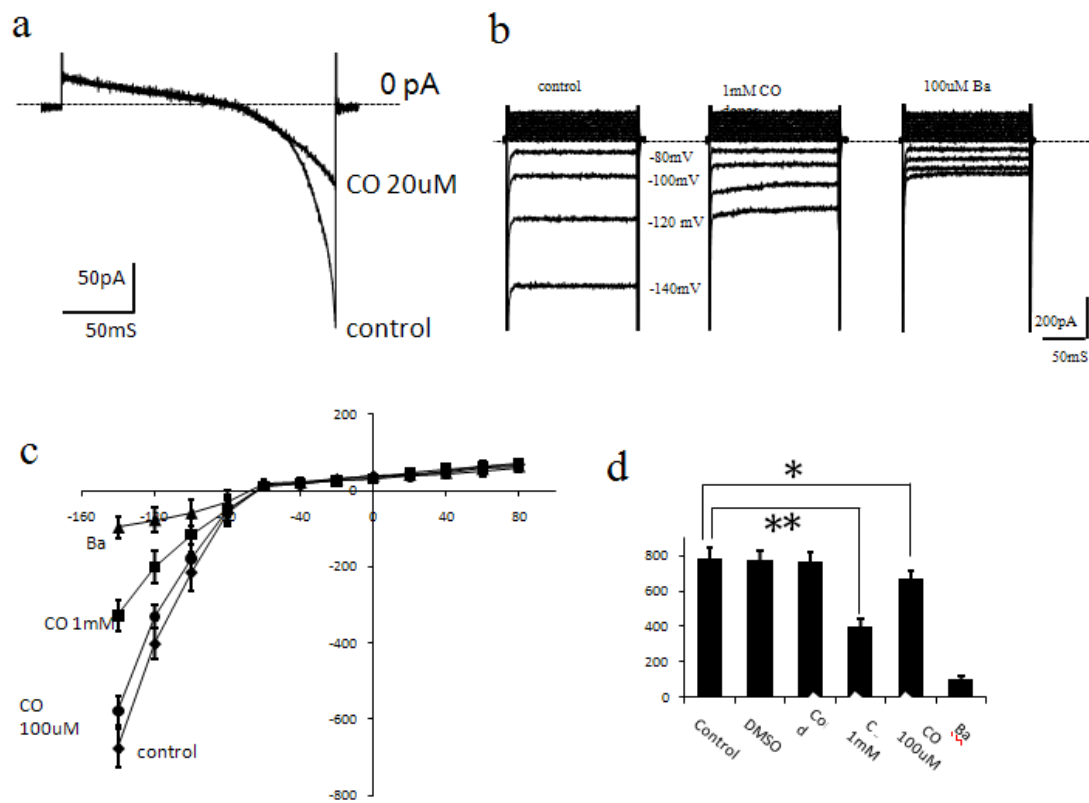 a
0 pA
CO 20uM
control
50pA
50mS
b
control
1mM CO
100uM Ba
-80mV
-100mV
-120 mV
-140mV
200pA
50mS
c
200
0
-160
-40
0
40
80
-200
-400
-600
-700
-800
Ba
CO 1mM
CO
100uM
control
d
*
**
800
600
400
200
0
Control
DMSO
1mM
CO
100uM
Ba